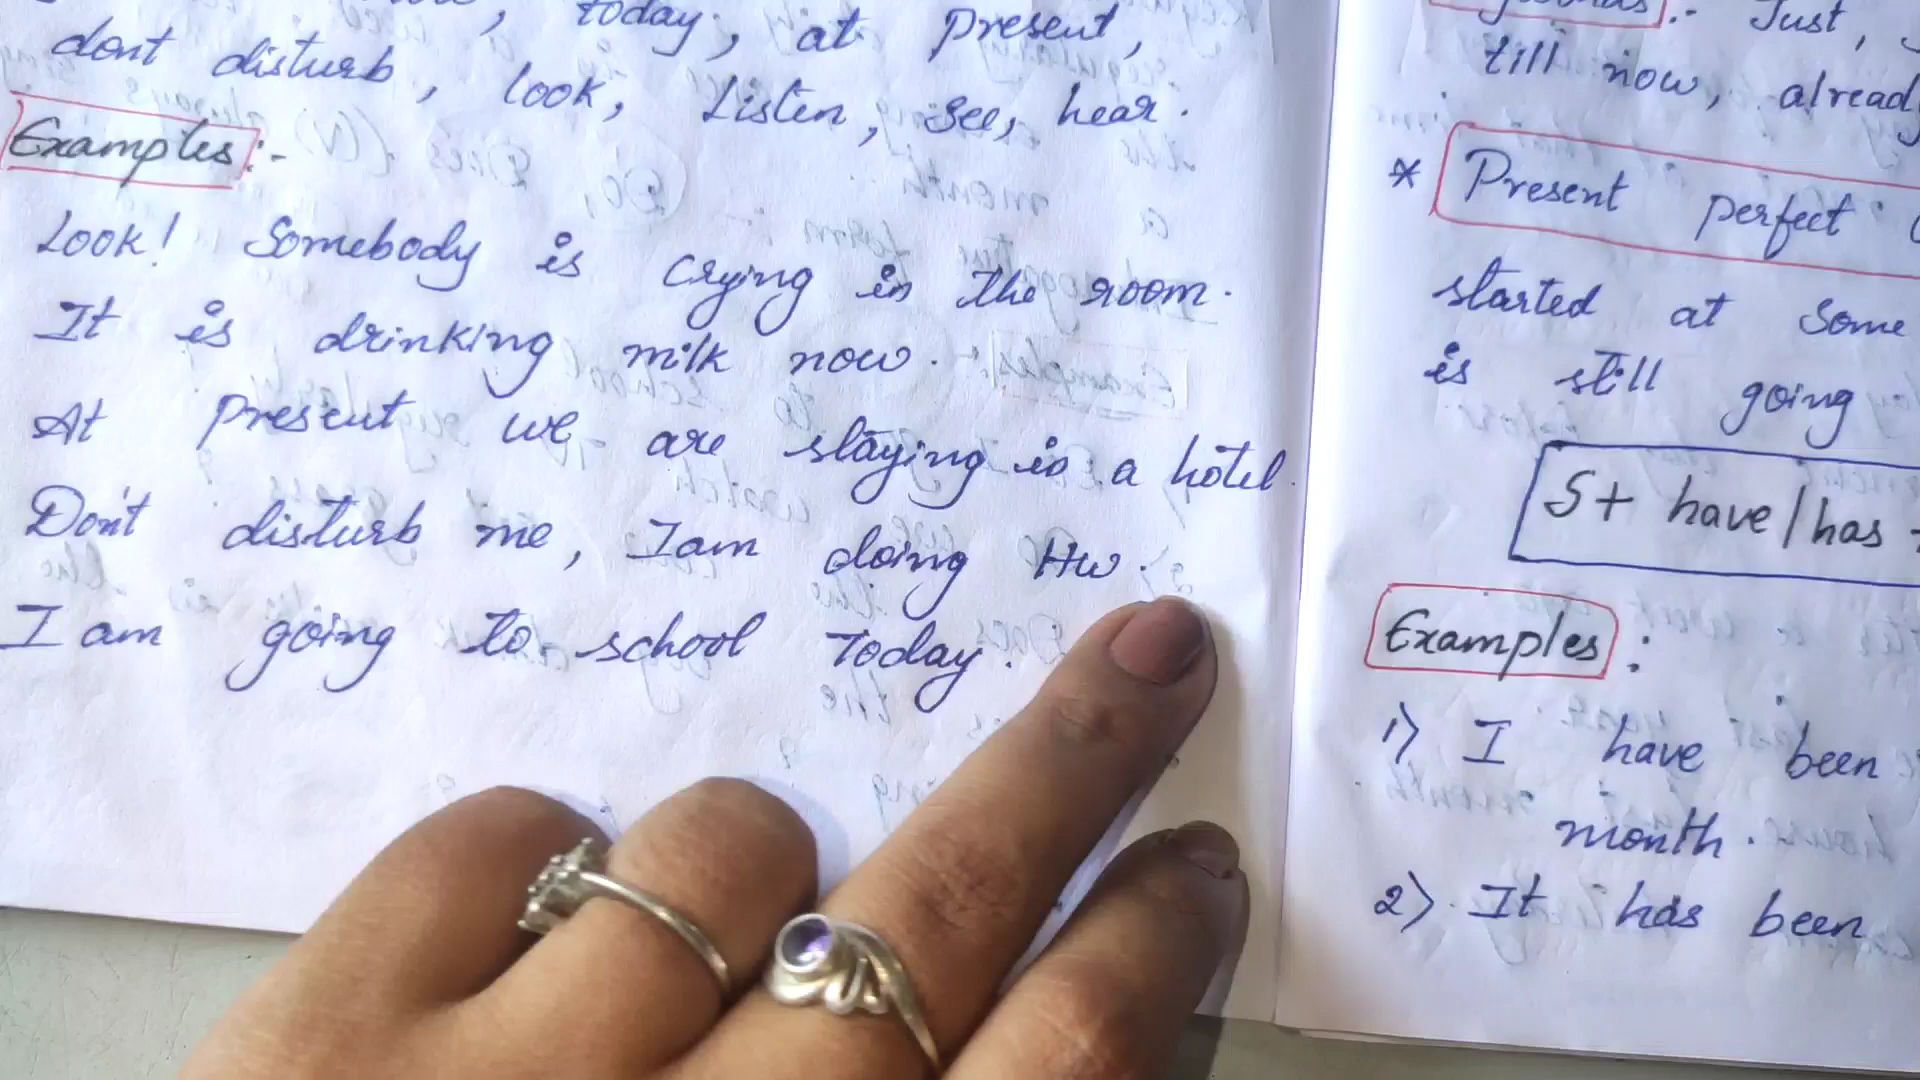 today, at present,
dont disturb, look, Listen, see, hear.
Examples:-
Look! Somebody is crying in the room.
It is drinking milk now.
At present we are staying in a hotel.
Don't disturb me, I am doing Hw.
I am going to school Today.
:- Just,
till now,
* Present perfect
started at some
is still going
S+ have/has +
Examples:
1) I have been
month.
2) It has been